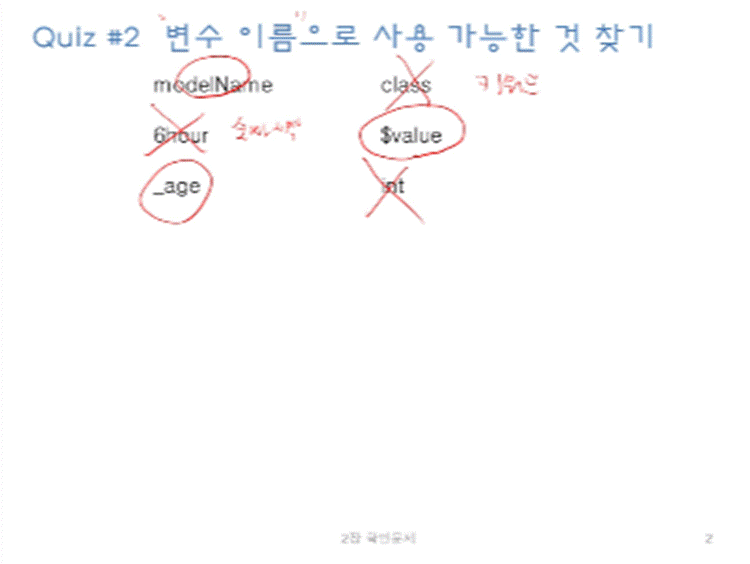 Quiz #2 변수 이름으로 사용 가능한 것 찾기
modelName class 키워드
6hour 숫자시작 $value
_age int
2장 확인문제 2